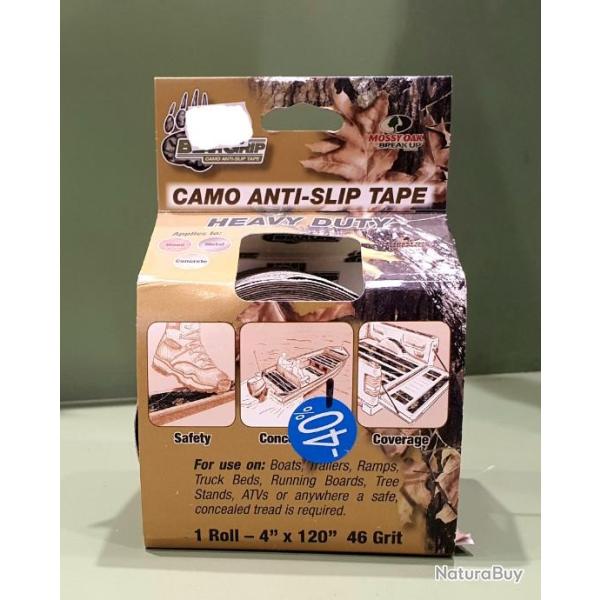 MOSSY OAK
BREAK UP
CAMO ANTI-SLIP TAPE
CAMO ANTI-SLIP TAPE
HEAVY DUTY
Applies to:
Wood Metal
Concrete
-40%
Safety Coverage
For use on: Boats, Trailers, Ramps,
Truck Beds, Running Boards, Tree
Stands, ATVs or anywhere a safe,
concealed tread is required.
1 Roll – 4" x 120" 46 Grit
NaturaBuy